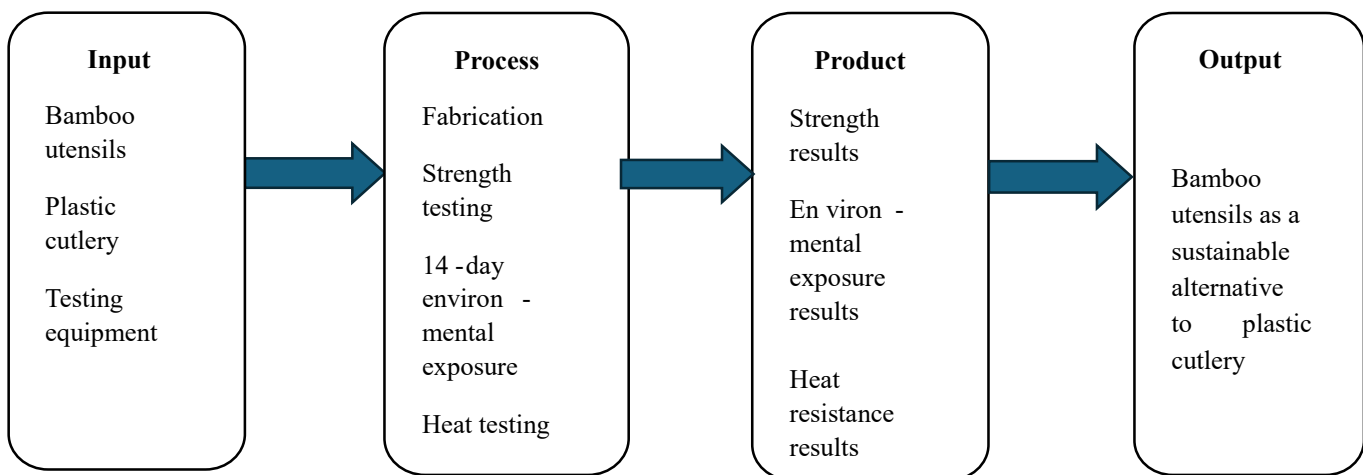 Input
Bamboo
utensils
Plastic
cutlery
Testing
equipment
Process
Fabrication
Strength
testing
14 -day
environ -
mental
exposure
Heat testing
Product
Strength
results
En viron -
mental
exposure
results
Heat
resistance
results
Output
Bamboo
utensils as a
sustainable
alternative
to plastic
cutlery